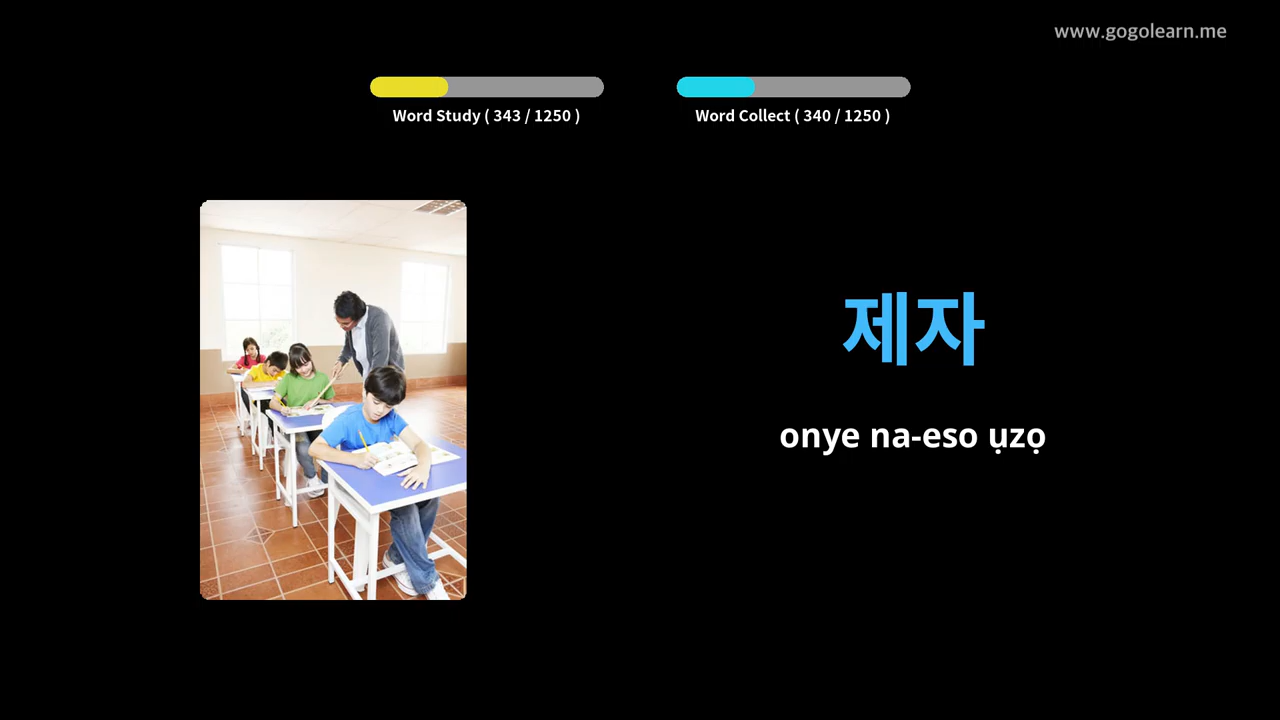 www.gogolearn.me
Word Study ( 343 / 1250 )
Word Collect ( 340 / 1250 )
제자
onye na-eso ụzọ